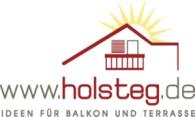 www.holsteg.de
IDEEN FÜR BALKON UND TERRASSE